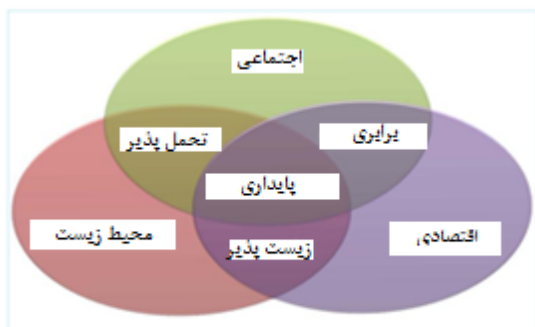 اجتماعی
برابری
تحمل پذیر
پایداری
اقتصادی
محیط زیست
زیست پذیر